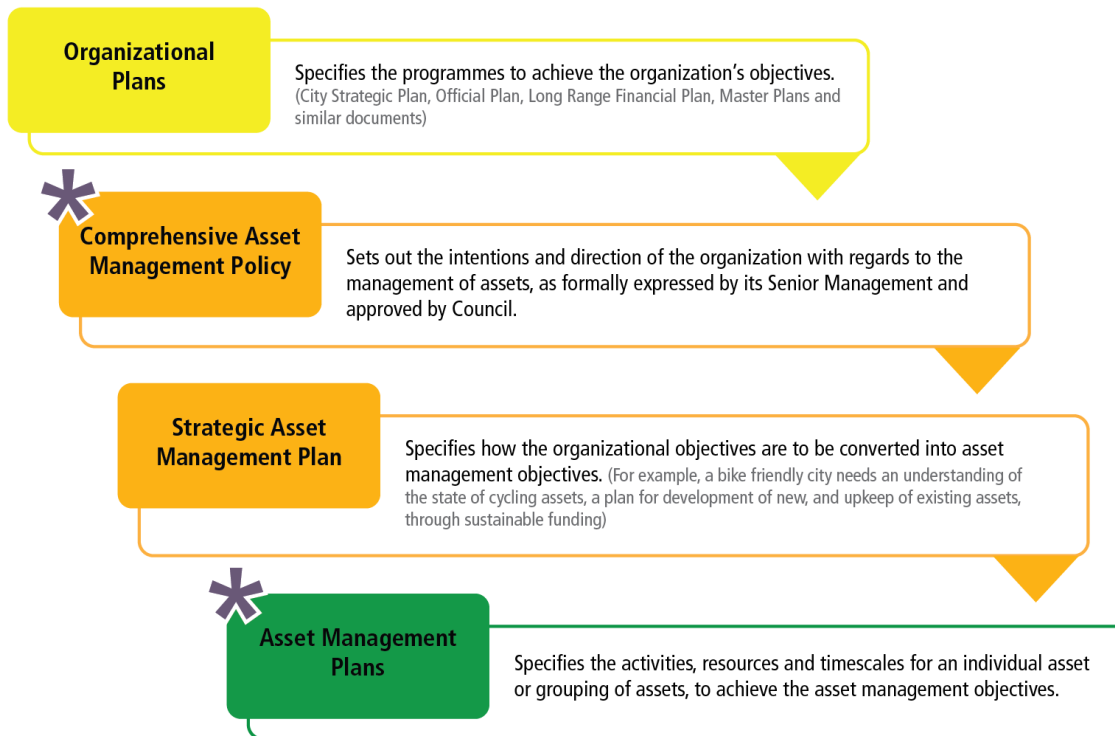 Organizational
Plans
Specifies the programmes to achieve the organization's objectives.
(City Strategic Plan, Official Plan, Long Range Financial Plan, Master Plans and
similar documents)
Comprehensive Asset
Management Policy
Sets out the intentions and direction of the organization with regards to the
management of assets, as formally expressed by its Senior Management and
approved by Council.
Strategic Asset
Management Plan
Specifies how the organizational objectives are to be converted into asset
management objectives. (For example, a bike friendly city needs an understanding of
the state of cycling assets, a plan for development of new, and upkeep of existing assets,
through sustainable funding)
Asset Management
Plans
Specifies the activities, resources and timescales for an individual asset
or grouping of assets, to achieve the asset management objectives.